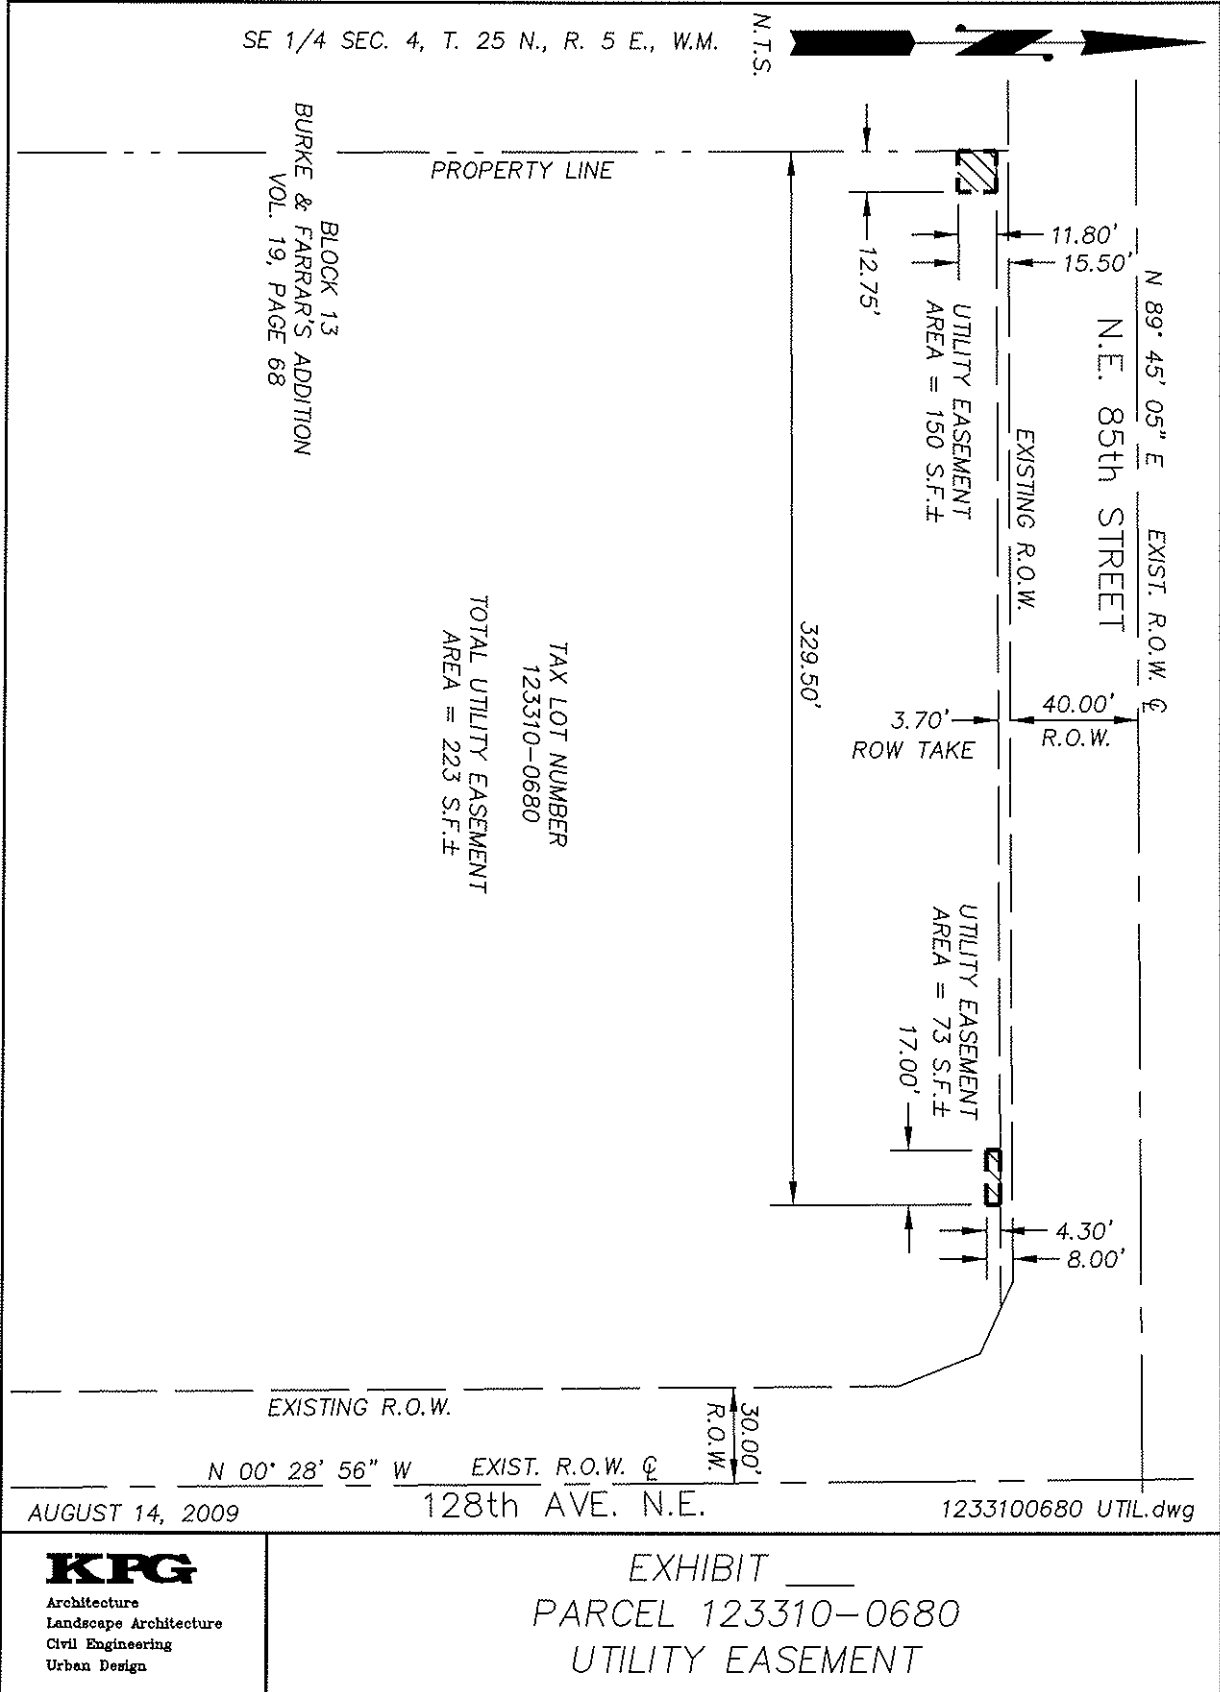 SE 1/4 SEC. 4, T. 25 N., R. 5 E., W.M.
N.T.S.
PROPERTY LINE
BLOCK 13
BURKE & FARRAR'S ADDITION
VOL. 19, PAGE 68
11.80'
15.50'
12.75'
UTILITY EASEMENT
AREA = 150 S.F.±
N 89° 45' 05" E EXIST. R.O.W. ℄
N.E. 85th STREET
EXISTING R.O.W.
329.50'
3.70'
ROW TAKE
40.00'
R.O.W.
TAX LOT NUMBER
123310-0680
TOTAL UTILITY EASEMENT
AREA = 223 S.F.±
UTILITY EASEMENT
AREA = 73 S.F.±
17.00'
4.30'
8.00'
EXISTING R.O.W.
30.00'
R.O.W.
N 00° 28' 56" W EXIST. R.O.W. ℄
128th AVE. N.E.
AUGUST 14, 2009
1233100680 UTIL.dwg
KPG
Architecture
Landscape Architecture
Civil Engineering
Urban Design
EXHIBIT ___
PARCEL 123310-0680
UTILITY EASEMENT